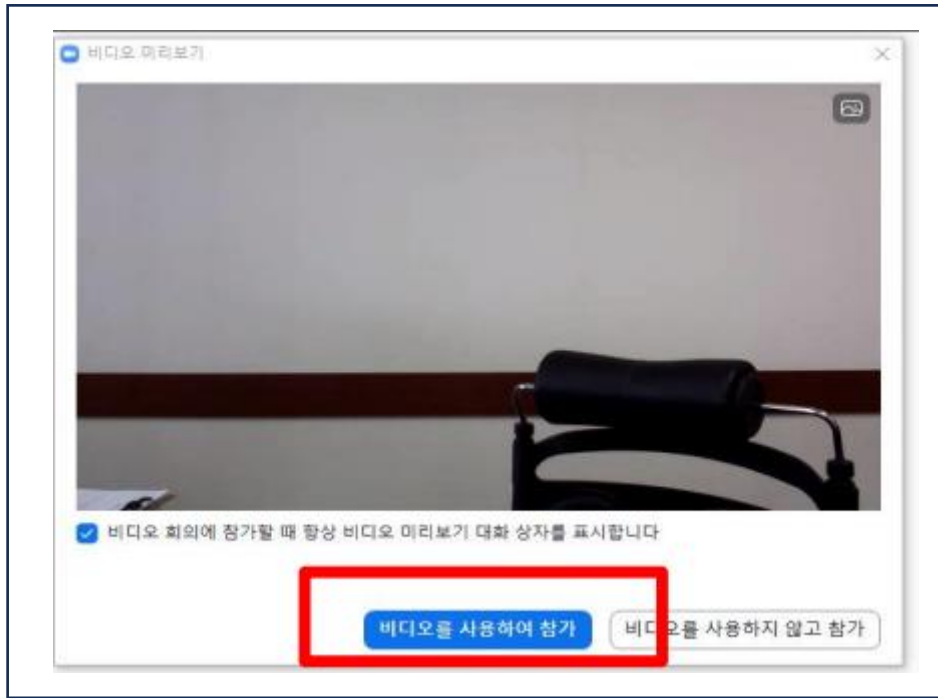 비디오 미리보기
비디오 회의에 참가할 때 항상 비디오 미리보기 대화 상자를 표시합니다
비디오를 사용하여 참가
비디오를 사용하지 않고 참가